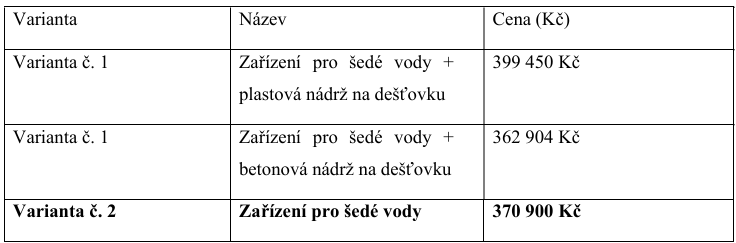 Varianta Název Cena (Kč)
Varianta č. 1 Zařízení pro šedé vody + 399 450 Kč
plastová nádrž na dešťovku
Varianta č. 1 Zařízení pro šedé vody + 362 904 Kč
betonová nádrž na dešťovku
Varianta č. 2 Zařízení pro šedé vody 370 900 Kč